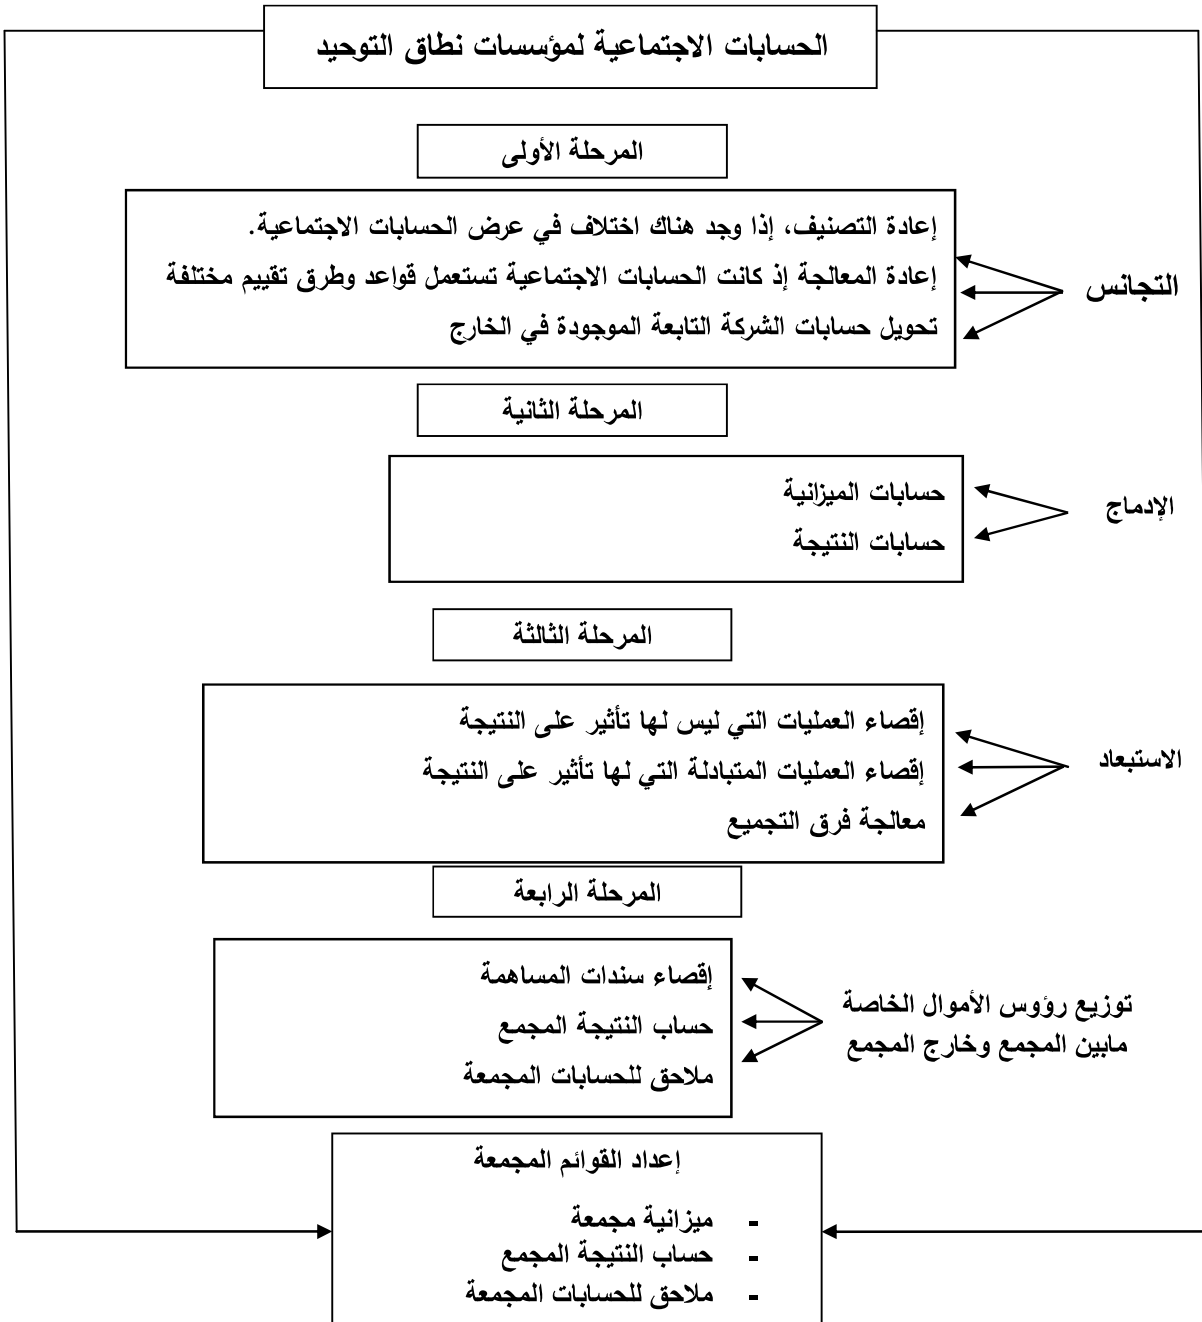 الحسابات الاجتماعية لمؤسسات نطاق التوحيد
المرحلة الأولى
التجانس
إعادة التصنيف، إذا وجد هناك اختلاف في عرض الحسابات الاجتماعية.
إعادة المعالجة إذ كانت الحسابات الاجتماعية تستعمل قواعد وطرق تقييم مختلفة
تحويل حسابات الشركة التابعة الموجودة في الخارج
المرحلة الثانية
الإدماج
حسابات الميزانية
حسابات النتيجة
المرحلة الثالثة
الاستبعاد
إقصاء العمليات التي ليس لها تأثير على النتيجة
إقصاء العمليات المتبادلة التي لها تأثير على النتيجة
معالجة فرق التجميع
المرحلة الرابعة
توزيع رؤوس الأموال الخاصة
مابين المجمع وخارج المجمع
إقصاء سندات المساهمة
حساب النتيجة المجمع
ملاحق للحسابات المجمعة
إعداد القوائم المجمعة
- ميزانية مجمعة
- حساب النتيجة المجمع
- ملاحق للحسابات المجمعة